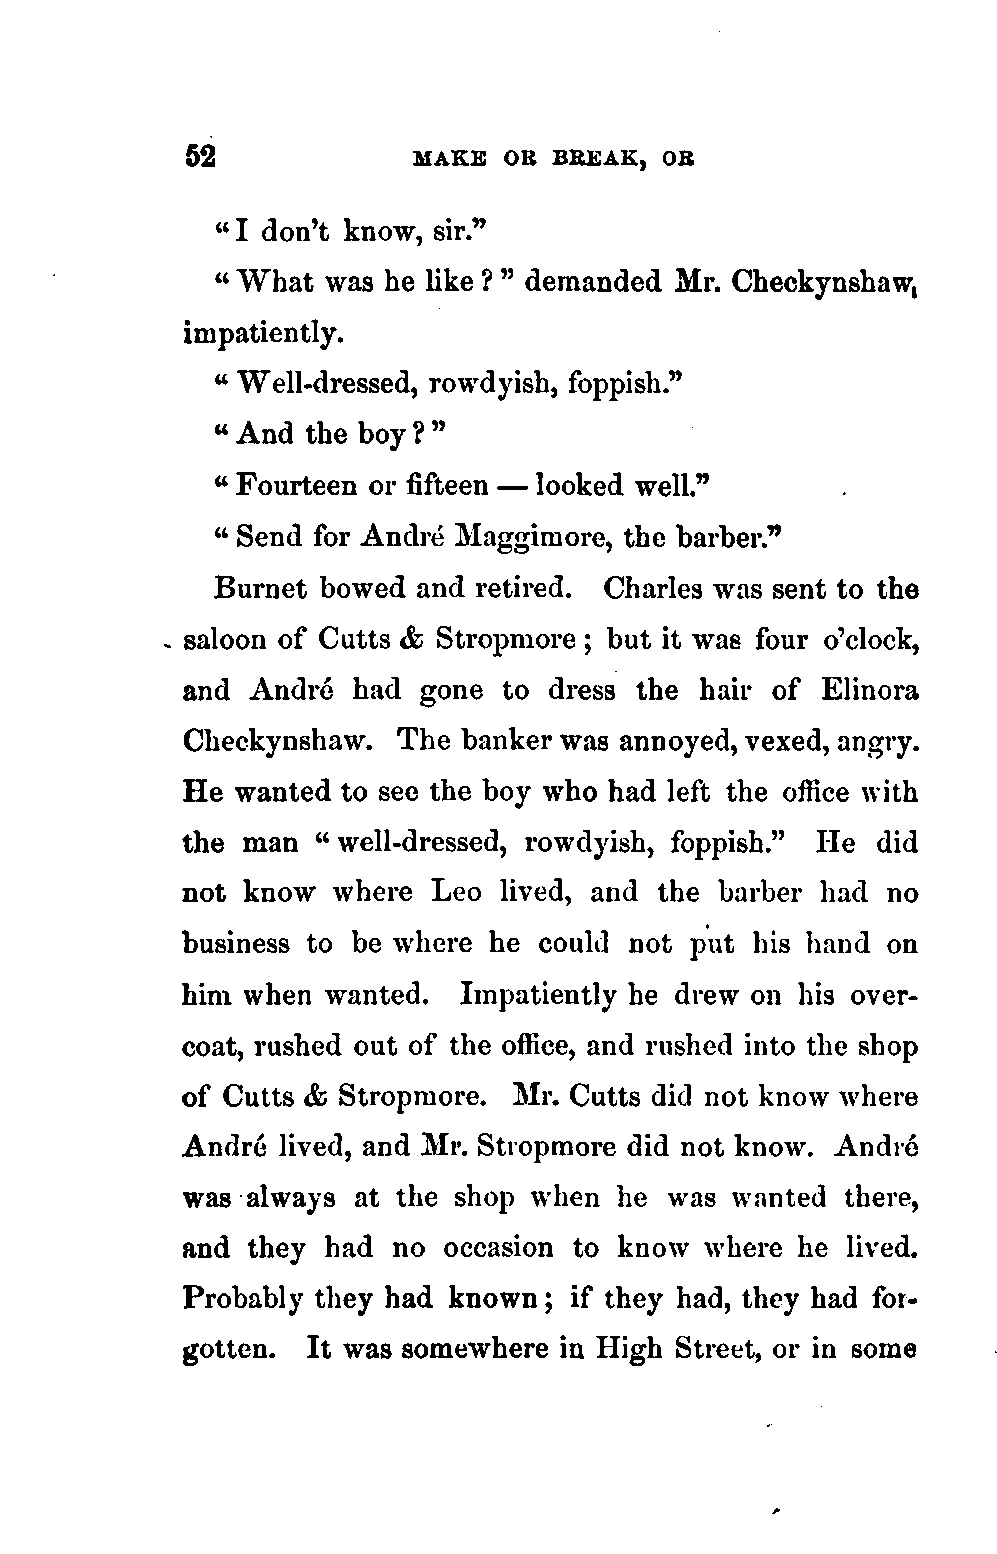 52 MAKE OR BREAK, OR
“I don’t know, sir.”
“What was he like?” demanded Mr. Checkynshaw,
impatiently.
“Well-dressed, rowdyish, foppish.”
“And the boy?”
“Fourteen or fifteen — looked well.”
“Send for André Maggimore, the barber.”
Burnet bowed and retired. Charles was sent to the
saloon of Cutts & Stropmore; but it was four o’clock,
and André had gone to dress the hair of Elinora
Checkynshaw. The banker was annoyed, vexed, angry.
He wanted to see the boy who had left the office with
the man “well-dressed, rowdyish, foppish.” He did
not know where Leo lived, and the barber had no
business to be where he could not put his hand on
him when wanted. Impatiently he drew on his over-
coat, rushed out of the office, and rushed into the shop
of Cutts & Stropmore. Mr. Cutts did not know where
André lived, and Mr. Stropmore did not know. André
was always at the shop when he was wanted there,
and they had no occasion to know where he lived.
Probably they had known; if they had, they had for-
gotten. It was somewhere in High Street, or in some